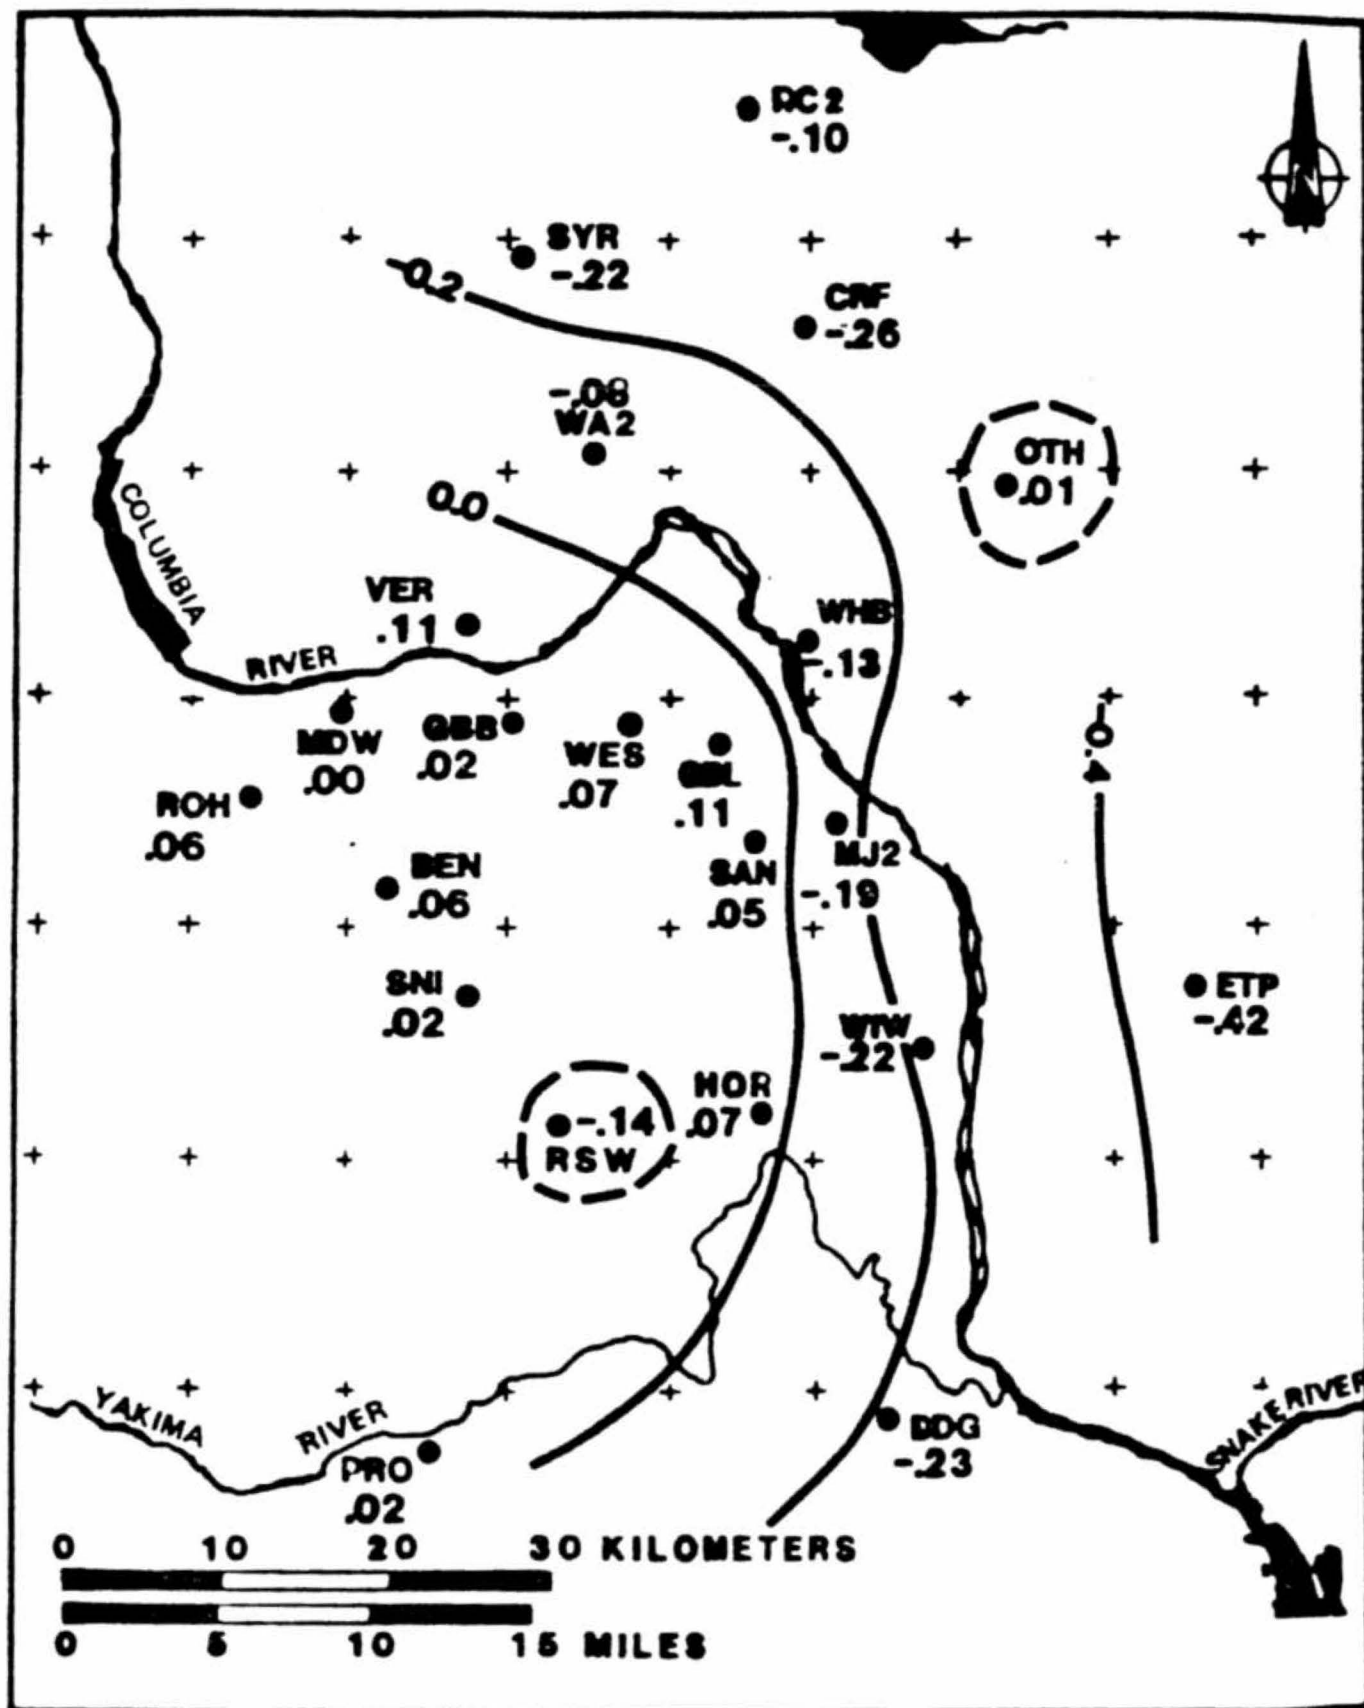 RC2
-.10
N
SYR
-.22
-0.2
CRF
-.26
-.08
WA2
OTH
.01
0.0
COLUMBIA
RIVER
VER
.11
WHB
-.13
MDW
.00
GBB
.02
WES
.07
GBL
.11
-0.4
ROH
.06
MJ2
-.19
BEN
.06
SAN
.05
SNI
.02
ETP
-.42
WIW
-.22
HOR
.07
-.14
RSW
YAKIMA
RIVER
DDG
-.23
SNAKE RIVER
PRO
.02
0 10 20 30 KILOMETERS
0 5 10 15 MILES